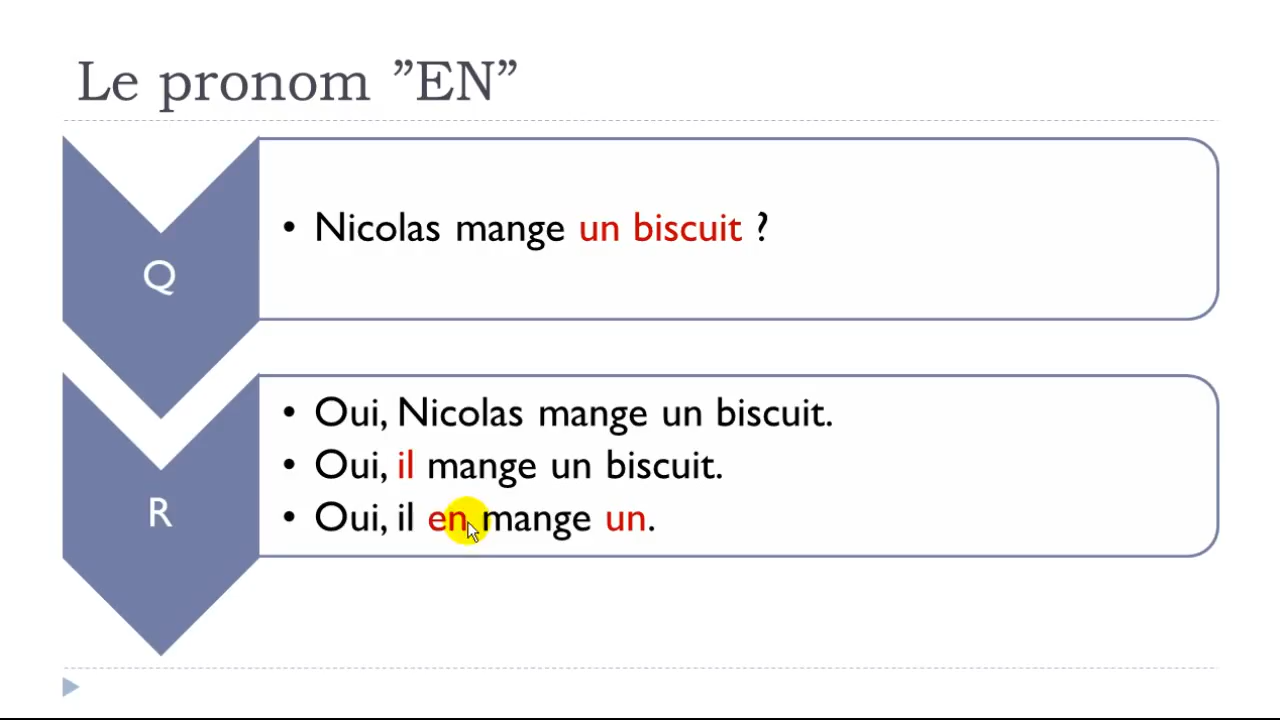 Le pronom ”EN”
Q
• Nicolas mange un biscuit ?
R
• Oui, Nicolas mange un biscuit.
• Oui, il mange un biscuit.
• Oui, il en mange un.